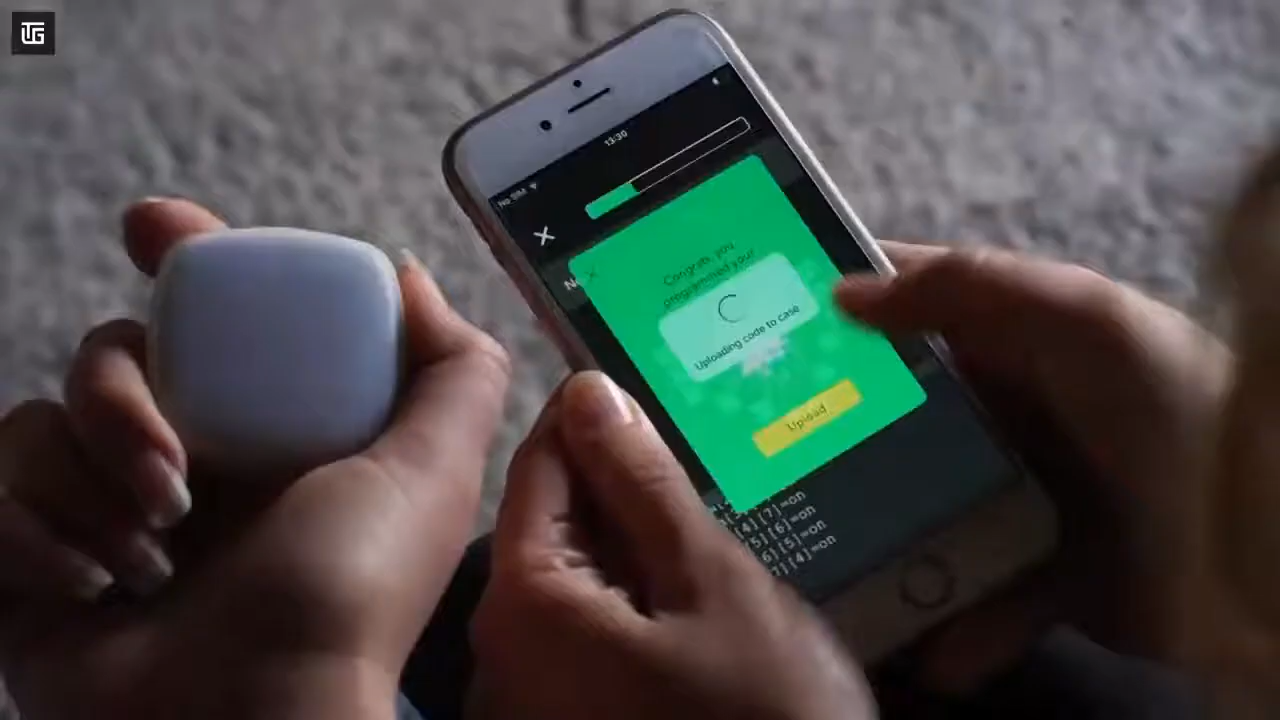 TG
13:30
No SIM
Congrats, you
programmed your
Uploading code to case
Upload
[4][7]=on
[5][6]=on
6][5]=on
7][4]=on